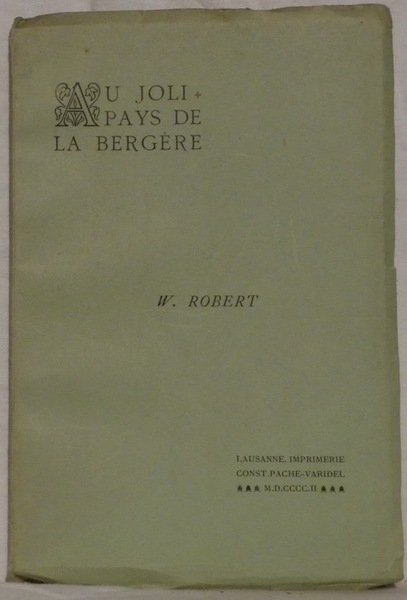 AU JOLI
PAYS DE
LA BERGÈRE
W. ROBERT
LAUSANNE. IMPRIMERIE
CONST. PACHE-VARIDEL
M.D.CCCC.II